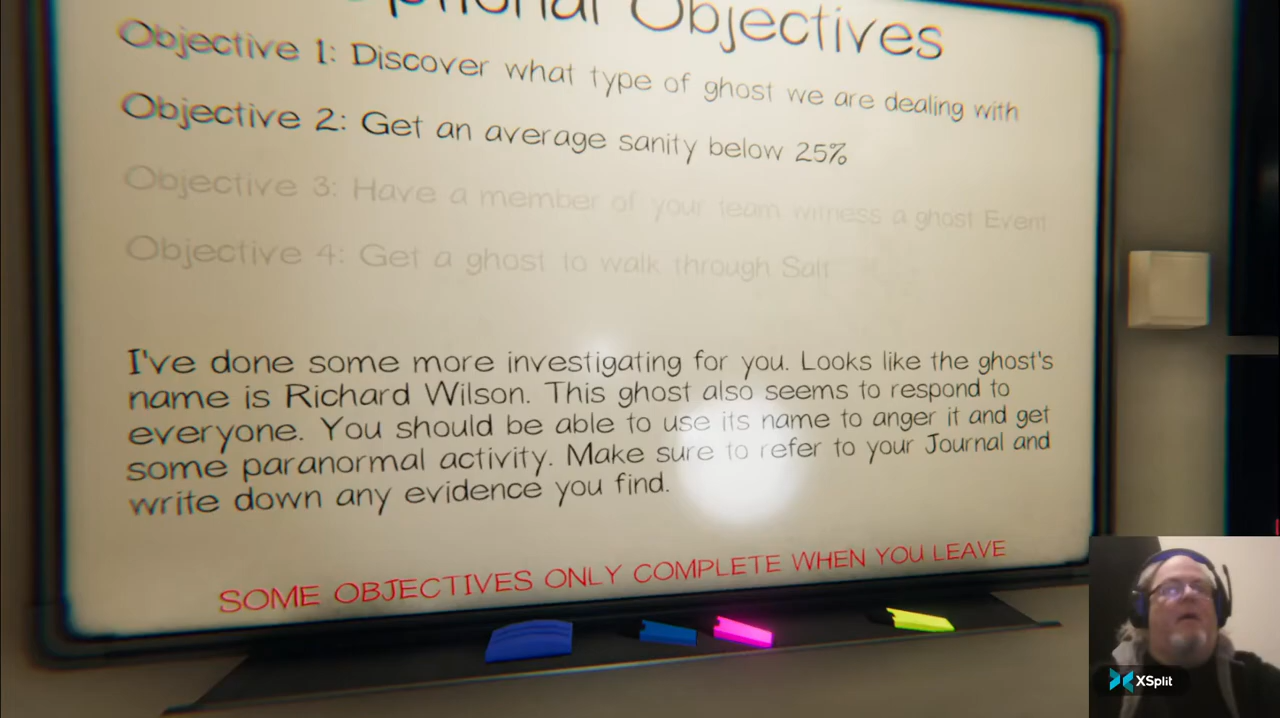 Optional Objectives
Objective 1: Discover what type of ghost we are dealing with
Objective 2: Get an average sanity below 25%
Objective 3: Have a member of your team witness a ghost Event
Objective 4: Get a ghost to walk through Salt
I've done some more investigating for you. Looks like the ghost's
name is Richard Wilson. This ghost also seems to respond to
everyone. You should be able to use its name to anger it and get
some paranormal activity. Make sure to refer to your Journal and
write down any evidence you find.
SOME OBJECTIVES ONLY COMPLETE WHEN YOU LEAVE
XSplit